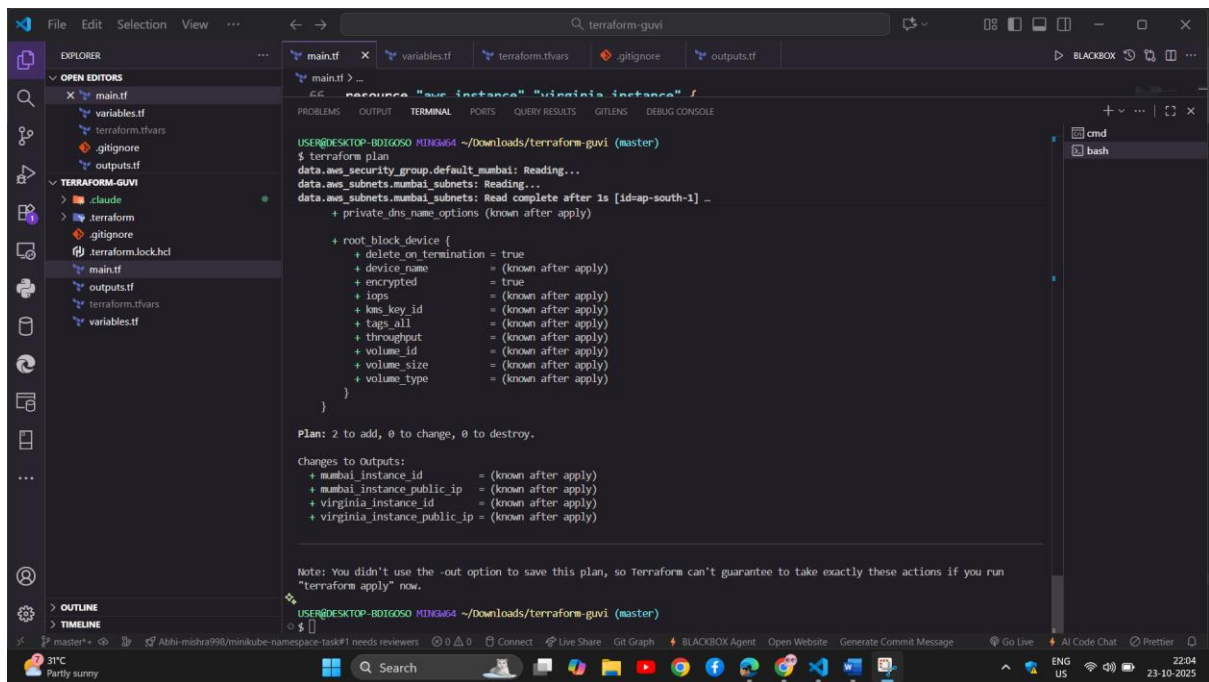 File Edit Selection View ...
terraform-guvi
EXPLORER
OPEN EDITORS
main.tf
variables.tf
terraform.tfvars
.gitignore
outputs.tf
TERRAFORM-GUVI
.claude
.terraform
.gitignore
.terraform.lock.hcl
main.tf
outputs.tf
terraform.tfvars
variables.tf
OUTLINE
TIMELINE
main.tf variables.tf terraform.tfvars .gitignore outputs.tf BLACKBOX
main.tf > ...
66 resource "aws_instance" "virginia_instance" {
PROBLEMS OUTPUT TERMINAL PORTS QUERY RESULTS GITLENS DEBUG CONSOLE
cmd
bash
USER@DESKTOP-BDIGOSO MINGW64 ~/Downloads/terraform-guvi (master)
$ terraform plan
data.aws_security_group.default_mumbai: Reading...
data.aws_subnets.mumbai_subnets: Reading...
data.aws_subnets.mumbai_subnets: Read complete after 1s [id=ap-south-1] …
+ private_dns_name_options (known after apply)
+ root_block_device {
+ delete_on_termination = true
+ device_name = (known after apply)
+ encrypted = true
+ iops = (known after apply)
+ kms_key_id = (known after apply)
+ tags_all = (known after apply)
+ throughput = (known after apply)
+ volume_id = (known after apply)
+ volume_size = (known after apply)
+ volume_type = (known after apply)
}
}
Plan: 2 to add, 0 to change, 0 to destroy.
Changes to Outputs:
+ mumbai_instance_id = (known after apply)
+ mumbai_instance_public_ip = (known after apply)
+ virginia_instance_id = (known after apply)
+ virginia_instance_public_ip = (known after apply)
Note: You didn't use the -out option to save this plan, so Terraform can't guarantee to take exactly these actions if you run
"terraform apply" now.
USER@DESKTOP-BDIGOSO MINGW64 ~/Downloads/terraform-guvi (master)
$
master*+ Abhi-mishra998/minikube-namespace-task#1 needs reviewers 0 0 Connect Live Share Git Graph BLACKBOX Agent Open Website Generate Commit Message Go Live AI Code Chat Prettier
7 31°C
Partly sunny
Search
ENG
US
22:04
23-10-2025